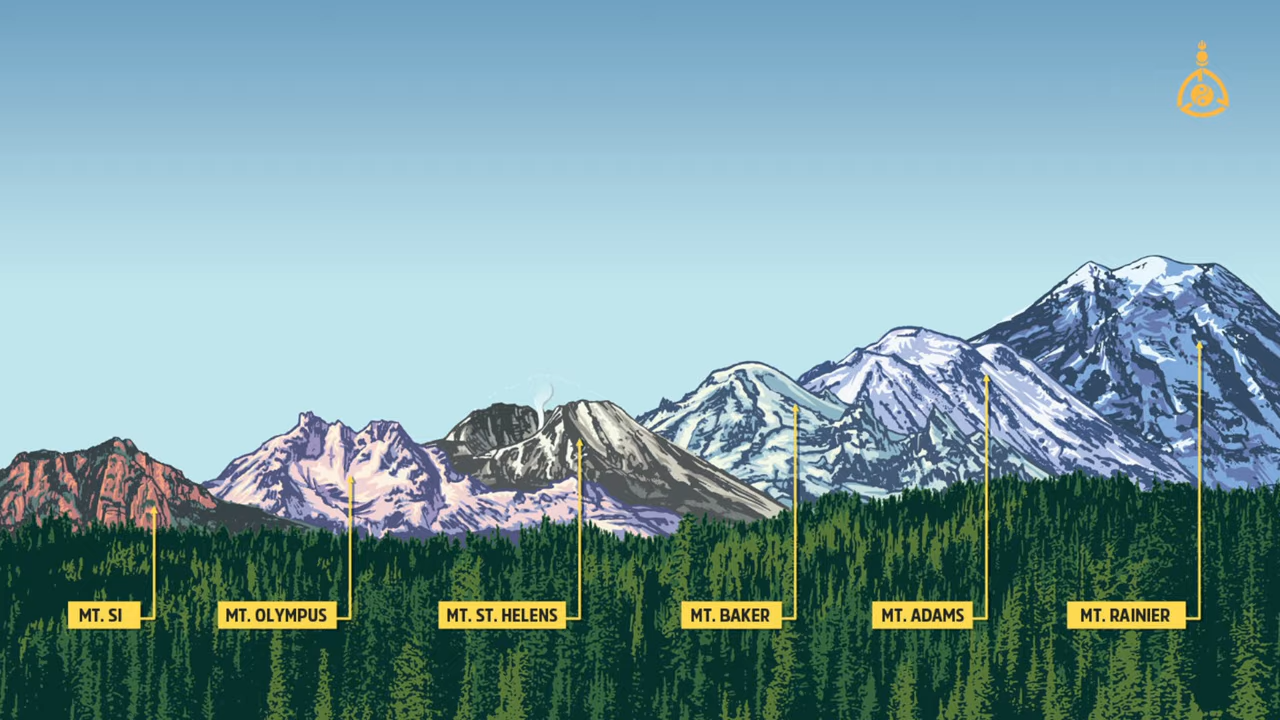 MT. SI
MT. OLYMPUS
MT. ST. HELENS
MT. BAKER
MT. ADAMS
MT. RAINIER